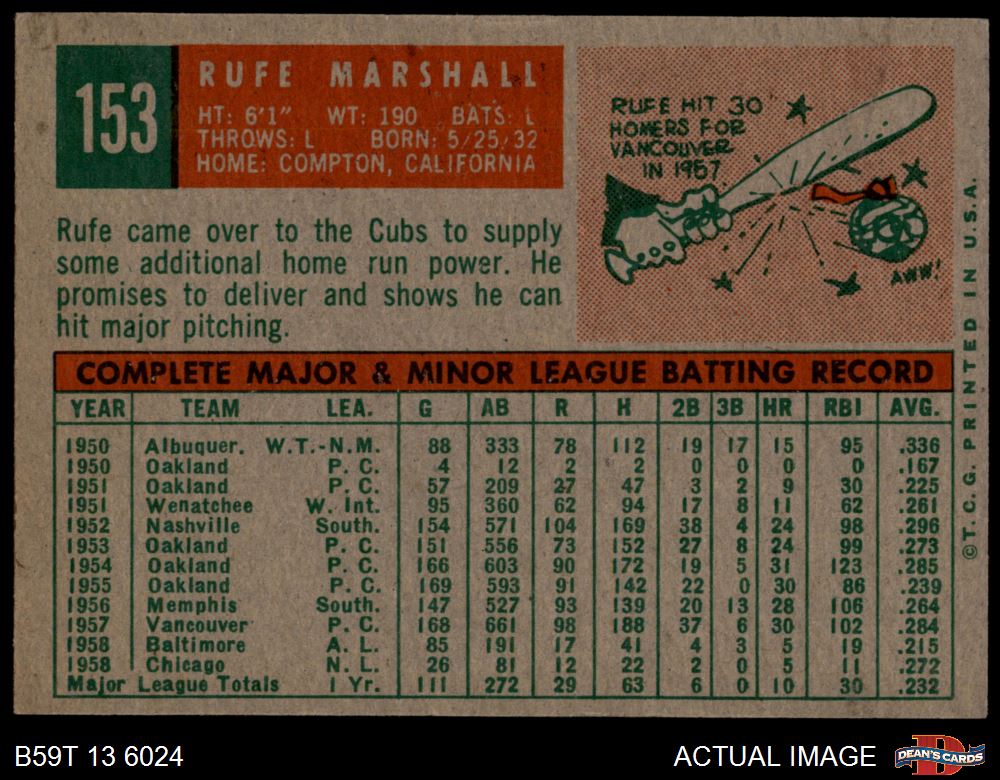 153
RUFE MARSHALL
HT: 6'1" WT: 190 BATS: L
THROWS: L BORN: 5/25/32
HOME: COMPTON, CALIFORNIA
RUFE HIT 30
HOMERS FOR
VANCOUVER
IN 1957
AWW!
Rufe came over to the Cubs to supply
some additional home run power. He
promises to deliver and shows he can
hit major pitching.
COMPLETE MAJOR & MINOR LEAGUE BATTING RECORD
YEAR TEAM LEA. G AB R H 2B 3B HR RBI AVG.
1950 Albuquer. W.T.-N.M. 88 333 78 112 19 17 15 95 .336
1950 Oakland P. C. 4 12 2 2 0 0 0 0 .167
1951 Oakland P. C. 57 209 27 47 3 2 9 30 .225
1951 Wenatchee W. Int. 95 360 62 94 17 8 11 62 .261
1952 Nashville South. 154 571 104 169 38 4 24 98 .296
1953 Oakland P. C. 151 556 73 152 27 8 24 99 .273
1954 Oakland P. C. 166 603 90 172 19 5 31 123 .285
1955 Oakland P. C. 169 593 91 142 22 0 30 86 .239
1956 Memphis South. 147 527 93 139 20 13 28 106 .264
1957 Vancouver P. C. 168 661 98 188 37 6 30 102 .284
1958 Baltimore A. L. 85 191 17 41 4 3 5 19 .215
1958 Chicago N. L. 26 81 12 22 2 0 5 11 .272
Major League Totals 1 Yr. 111 272 29 63 6 0 10 30 .232
©T.C.G. PRINTED IN U.S.A.
B59T 13 6024
ACTUAL IMAGE
DEAN'S CARDS